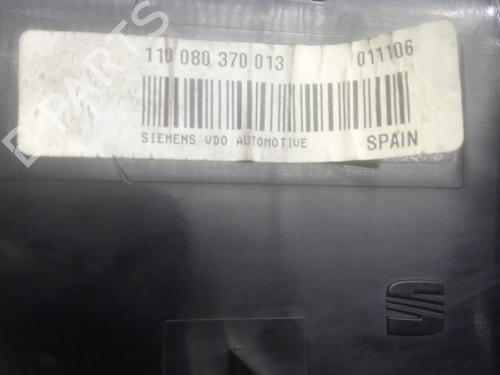 110 080 370 013 011106
SIEMENS VDO AUTOMOTIVE SPAIN
B-PARTS